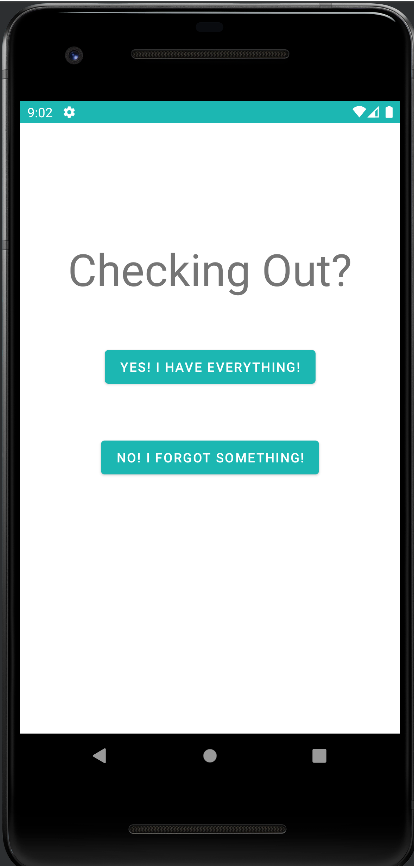 9:02
Checking Out?
YES! I HAVE EVERYTHING!
NO! I FORGOT SOMETHING!